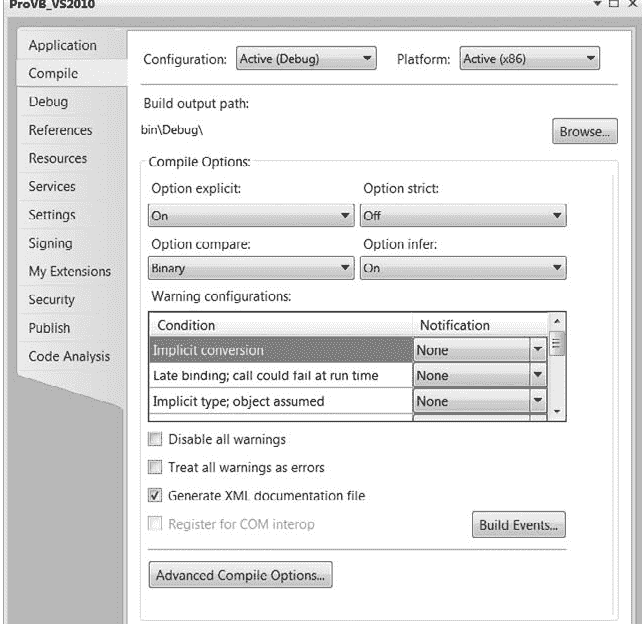 ProVB_VS2010
Application
Compile
Debug
References
Resources
Services
Settings
Signing
My Extensions
Security
Publish
Code Analysis
Configuration: Active (Debug) Platform: Active (x86)
Build output path:
bin\Debug\ Browse...
Compile Options:
Option explicit: Option strict:
On Off
Option compare: Option infer:
Binary On
Warning configurations:
Condition Notification
Implicit conversion None
Late binding; call could fail at run time None
Implicit type; object assumed None
Disable all warnings
Treat all warnings as errors
Generate XML documentation file
Register for COM interop Build Events...
Advanced Compile Options...